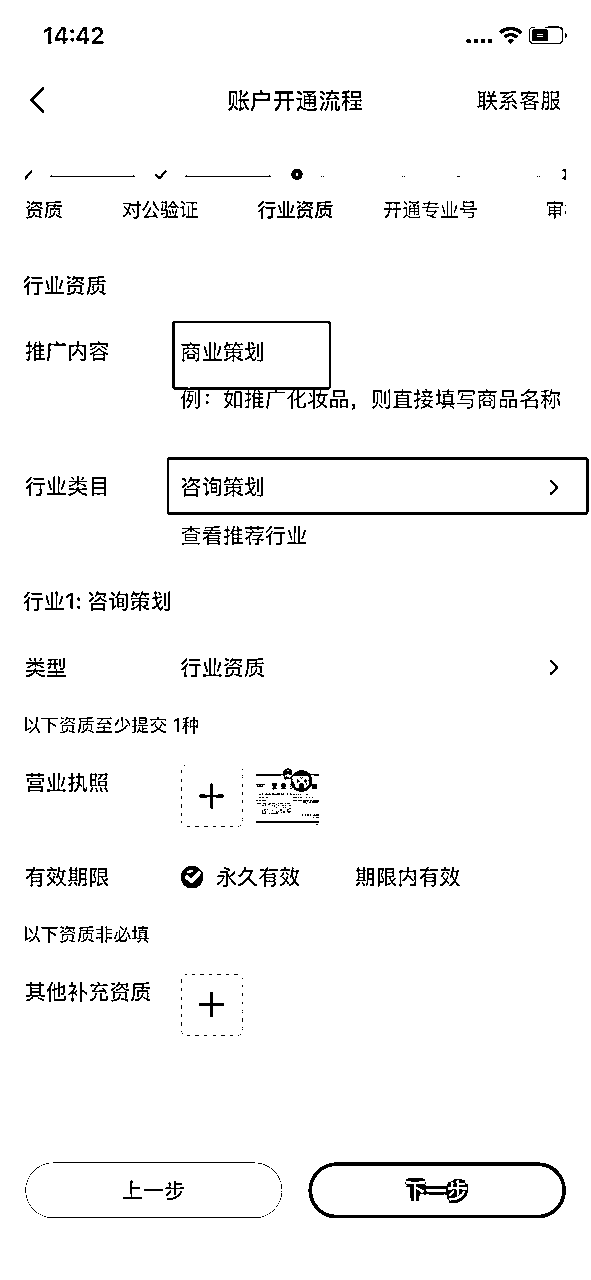 14:42
账户开通流程 联系客服
资质 对公验证 行业资质 开通专业号
行业资质
推广内容 商业策划
例：如推广化妆品，则直接填写商品名称
行业类目 咨询策划
查看推荐行业
行业1: 咨询策划
类型 行业资质
以下资质至少提交 1种
营业执照
有效期限 永久有效 期限内有效
以下资质非必填
其他补充资质
上一步 下一步